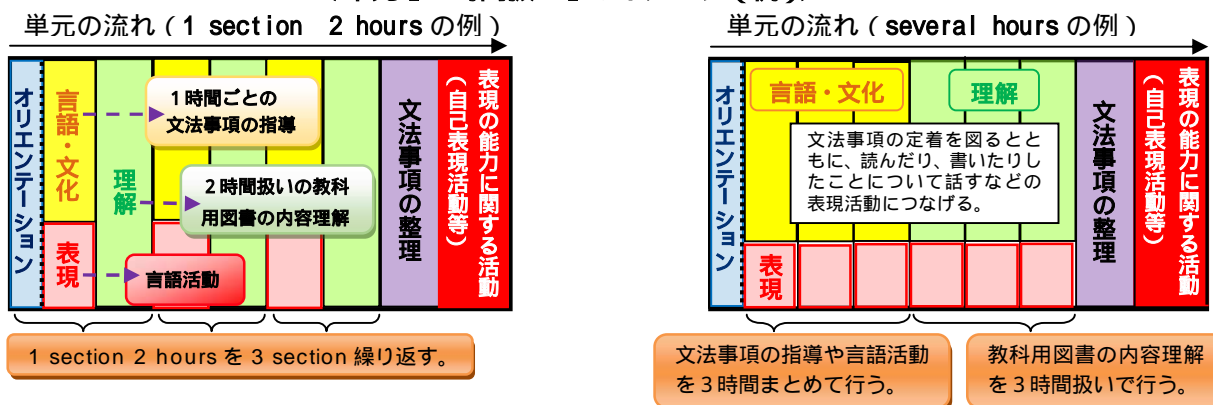 単元の流れ（1 section　2 hours の例）
オリエンテーション
言語・文化
表現
理解
1時間ごとの
文法事項の指導
2時間扱いの教科
用図書の内容理解
言語活動
文法事項の整理
表現の能力に関する活動
（自己表現活動等）
1 section 2 hours を 3 section 繰り返す。
単元の流れ（several hours の例）
オリエンテーション
言語・文化
理解
文法事項の定着を図るとと
もに、読んだり、書いたりし
たことについて話すなどの
表現活動につなげる。
表現
文法事項の整理
表現の能力に関する活動
（自己表現活動等）
文法事項の指導や言語活動
を3時間まとめて行う。
教科用図書の内容理解
を3時間扱いで行う。